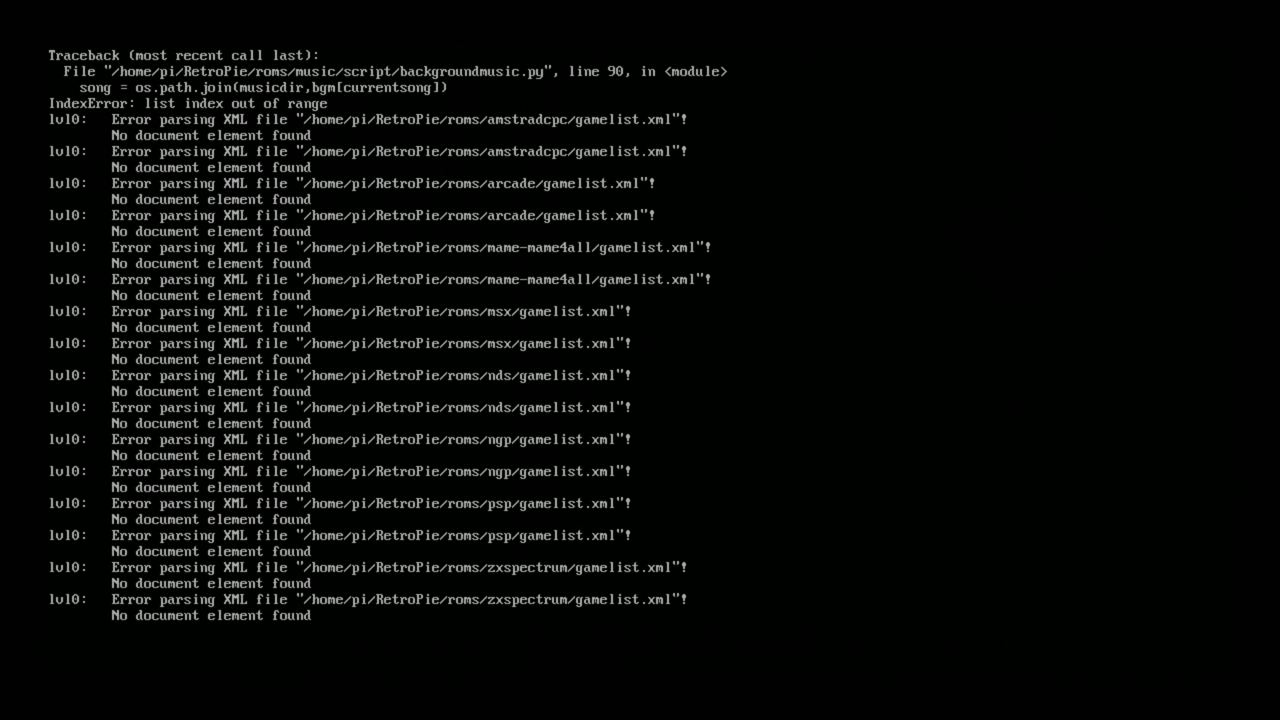 Traceback (most recent call last):
  File "/home/pi/RetroPie/roms/music/script/backgroundmusic.py", line 90, in <module>
    song = os.path.join(musicdir,bgm[currentsong])
IndexError: list index out of range
lvl0:   Error parsing XML file "/home/pi/RetroPie/roms/amstradcpc/gamelist.xml"!
        No document element found
lvl0:   Error parsing XML file "/home/pi/RetroPie/roms/amstradcpc/gamelist.xml"!
        No document element found
lvl0:   Error parsing XML file "/home/pi/RetroPie/roms/arcade/gamelist.xml"!
        No document element found
lvl0:   Error parsing XML file "/home/pi/RetroPie/roms/arcade/gamelist.xml"!
        No document element found
lvl0:   Error parsing XML file "/home/pi/RetroPie/roms/mame-mame4all/gamelist.xml"!
        No document element found
lvl0:   Error parsing XML file "/home/pi/RetroPie/roms/mame-mame4all/gamelist.xml"!
        No document element found
lvl0:   Error parsing XML file "/home/pi/RetroPie/roms/msx/gamelist.xml"!
        No document element found
lvl0:   Error parsing XML file "/home/pi/RetroPie/roms/msx/gamelist.xml"!
        No document element found
lvl0:   Error parsing XML file "/home/pi/RetroPie/roms/nds/gamelist.xml"!
        No document element found
lvl0:   Error parsing XML file "/home/pi/RetroPie/roms/nds/gamelist.xml"!
        No document element found
lvl0:   Error parsing XML file "/home/pi/RetroPie/roms/ngp/gamelist.xml"!
        No document element found
lvl0:   Error parsing XML file "/home/pi/RetroPie/roms/ngp/gamelist.xml"!
        No document element found
lvl0:   Error parsing XML file "/home/pi/RetroPie/roms/psp/gamelist.xml"!
        No document element found
lvl0:   Error parsing XML file "/home/pi/RetroPie/roms/psp/gamelist.xml"!
        No document element found
lvl0:   Error parsing XML file "/home/pi/RetroPie/roms/zxspectrum/gamelist.xml"!
        No document element found
lvl0:   Error parsing XML file "/home/pi/RetroPie/roms/zxspectrum/gamelist.xml"!
        No document element found